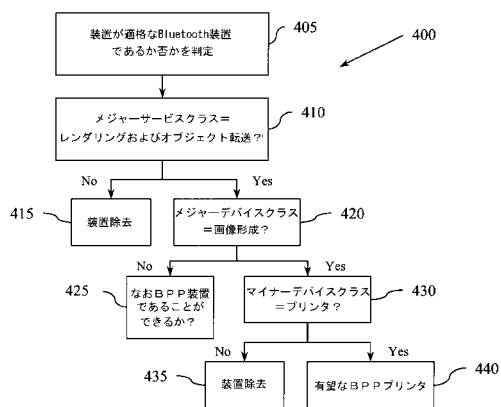 装置が適格なBluetooth装置
であるか否かを判定
405
400
メジャーサービスクラス＝
レンダリングおよびオブジェクト転送？
410
No
Yes
415
装置除去
メジャーデバイスクラス
＝画像形成？
420
No
Yes
425
なおＢＰＰ装置
であることが
できるか？
マイナーデバイスクラス
＝プリンタ？
430
No
Yes
435
装置除去
有望なＢＰＰプリンタ
440